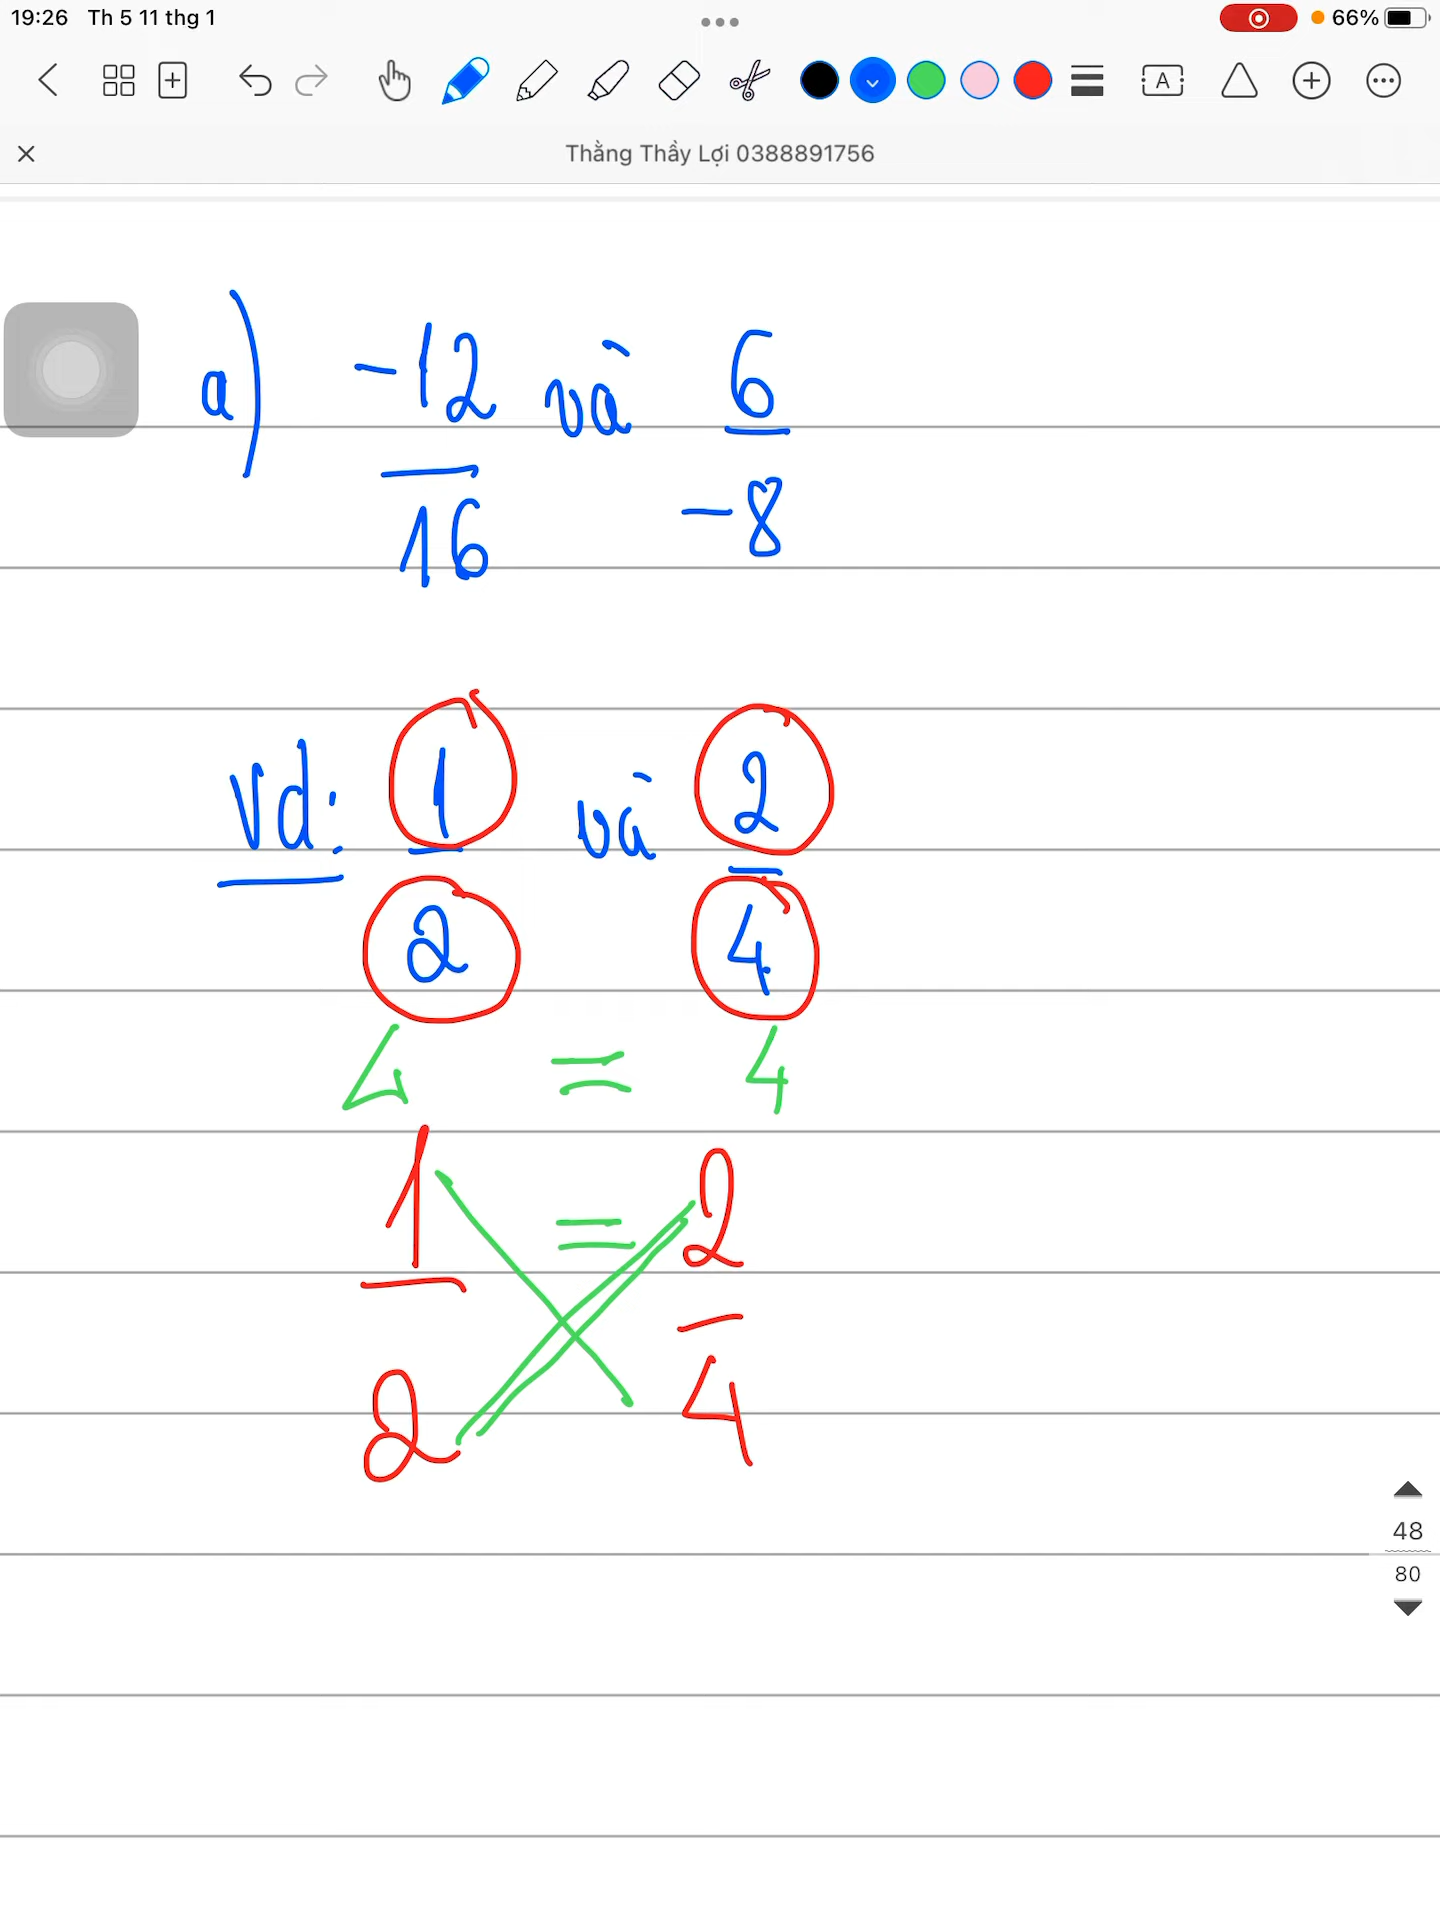 19:26 Th 5 11 thg 1 66%
A
Thằng Thầy Lợi 0388891756
a) -12 và 6
16 -8
Vd: 1 và 2
2 4
4 = 4
1 = 2
2 4
48
80